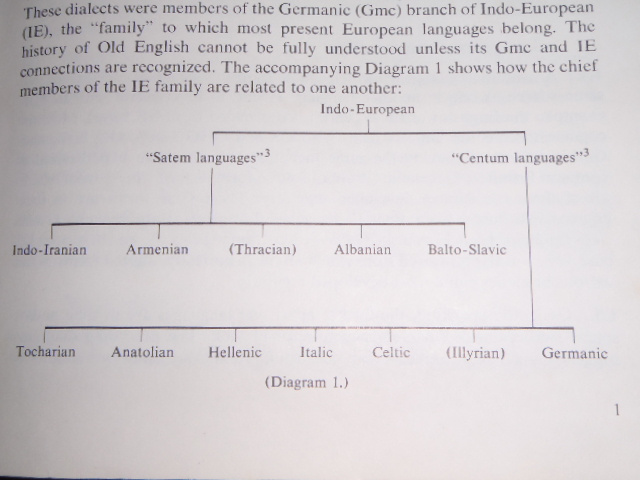 These dialects were members of the Germanic (Gmc) branch of Indo-European
(IE), the “family” to which most present European languages belong. The
history of Old English cannot be fully understood unless its Gmc and IE
connections are recognized. The accompanying Diagram 1 shows how the chief
members of the IE family are related to one another:
Indo-European
“Satem languages”3 “Centum languages”3
Indo-Iranian Armenian (Thracian) Albanian Balto-Slavic
Tocharian Anatolian Hellenic Italic Celtic (Illyrian) Germanic
(Diagram 1.)
1